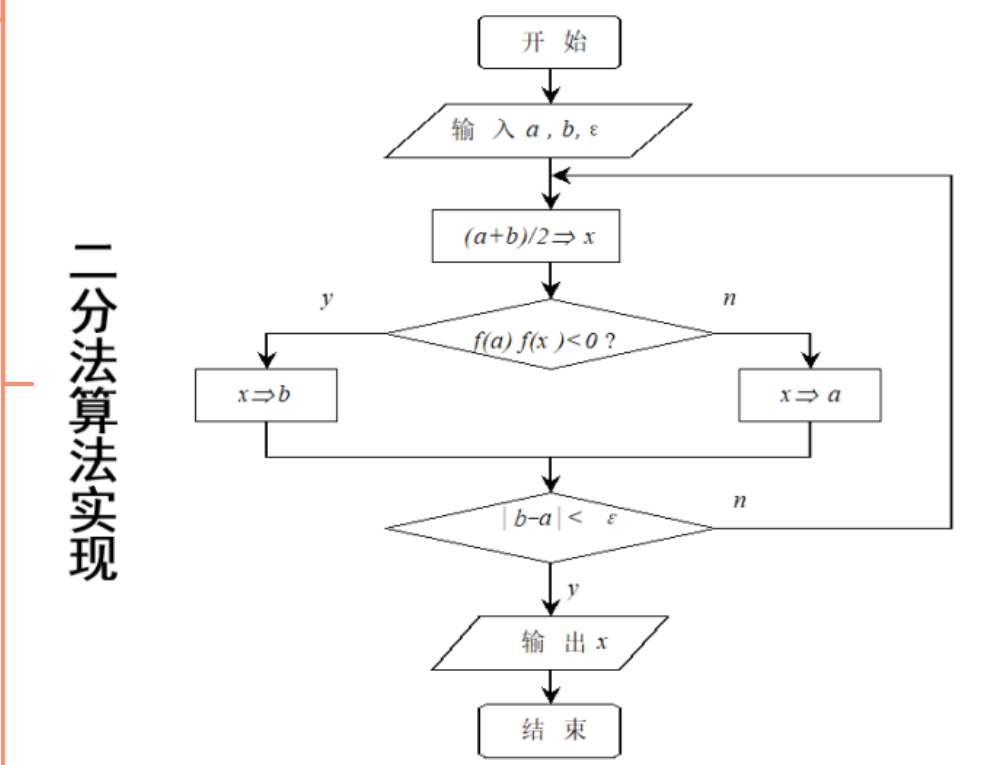 二分法算法实现
开 始
输 入 a , b, ε
(a+b)/2⇒ x
y
n
f(a) f(x )<0 ?
x⇒b
x⇒ a
|b−a|< ε
n
y
输 出 x
结 束